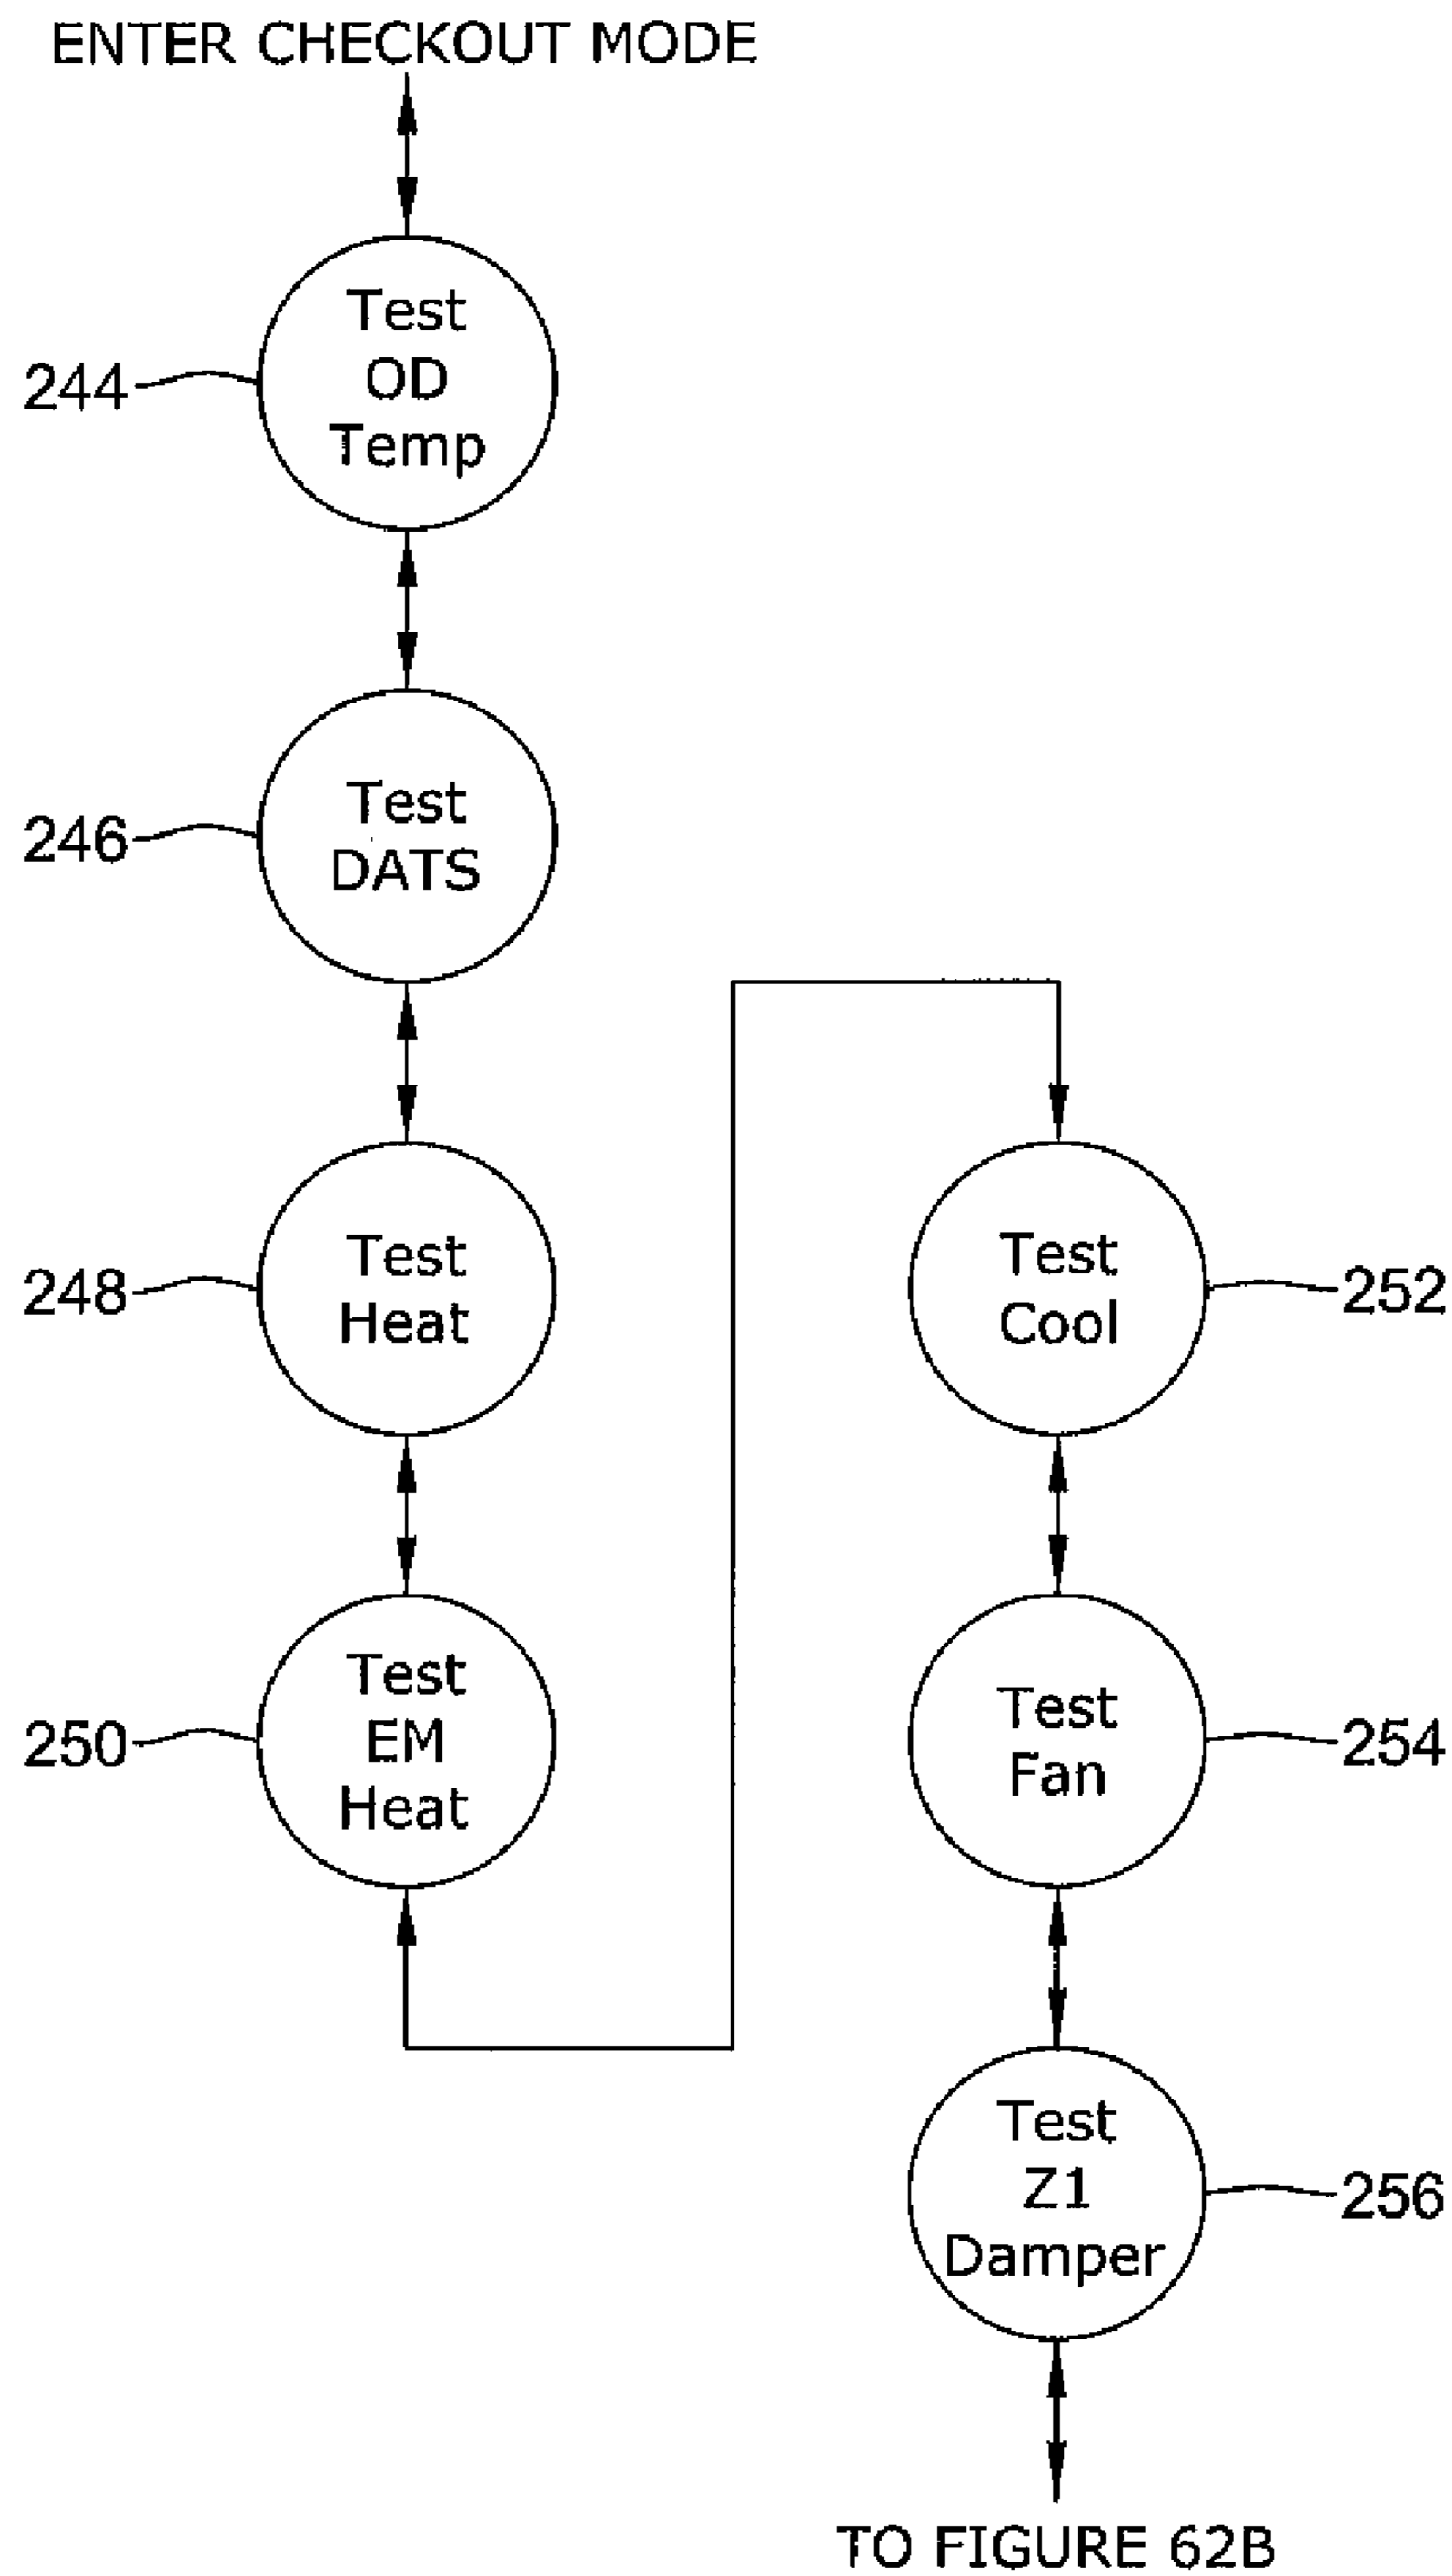 ENTER CHECKOUT MODE
244
Test
OD
Temp
246
Test
DATS
248
Test
Heat
250
Test
EM
Heat
Test
Cool
252
Test
Fan
254
Test
Z1
Damper
256
TO FIGURE 62B